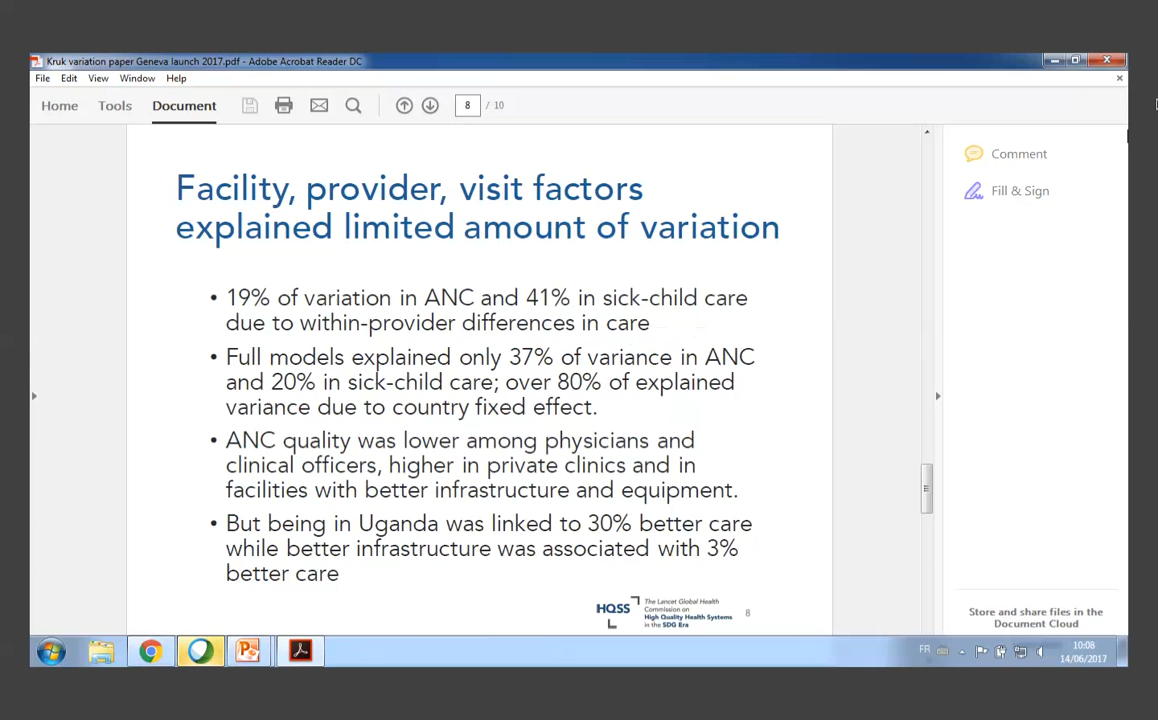 Kruk variation paper Geneva launch 2017.pdf - Adobe Acrobat Reader DC
File Edit View Window Help
Home Tools Document 8 / 10
Comment
Fill & Sign
Facility, provider, visit factors
explained limited amount of variation
• 19% of variation in ANC and 41% in sick-child care
due to within-provider differences in care
• Full models explained only 37% of variance in ANC
and 20% in sick-child care; over 80% of explained
variance due to country fixed effect.
• ANC quality was lower among physicians and
clinical officers, higher in private clinics and in
facilities with better infrastructure and equipment.
• But being in Uganda was linked to 30% better care
while better infrastructure was associated with 3%
better care
HQSS
The Lancet Global Health
Commission on
High Quality Health Systems
in the SDG Era
8
Store and share files in the
Document Cloud
FR
10:08
14/06/2017